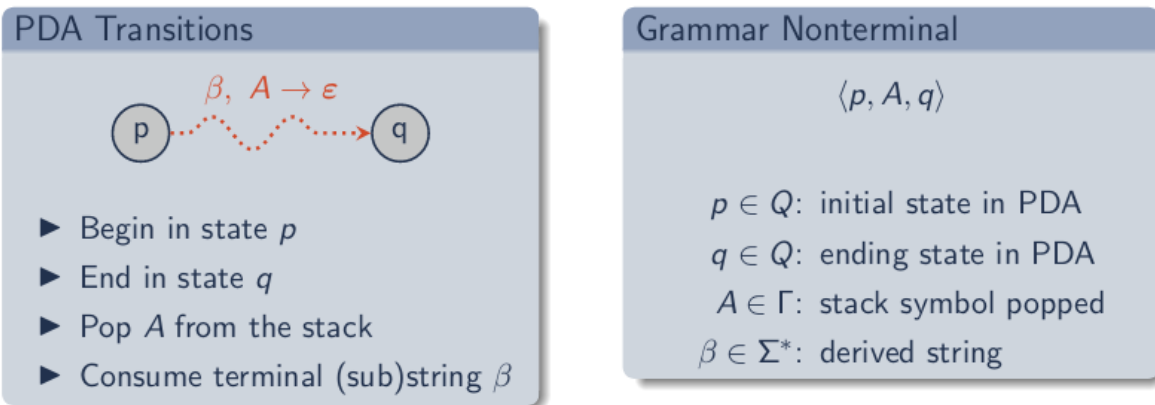 PDA Transitions
β, A → ε
p
q
▶ Begin in state p
▶ End in state q
▶ Pop A from the stack
▶ Consume terminal (sub)string β
Grammar Nonterminal
⟨p, A, q⟩
p ∈ Q: initial state in PDA
q ∈ Q: ending state in PDA
A ∈ Γ: stack symbol popped
β ∈ Σ*: derived string